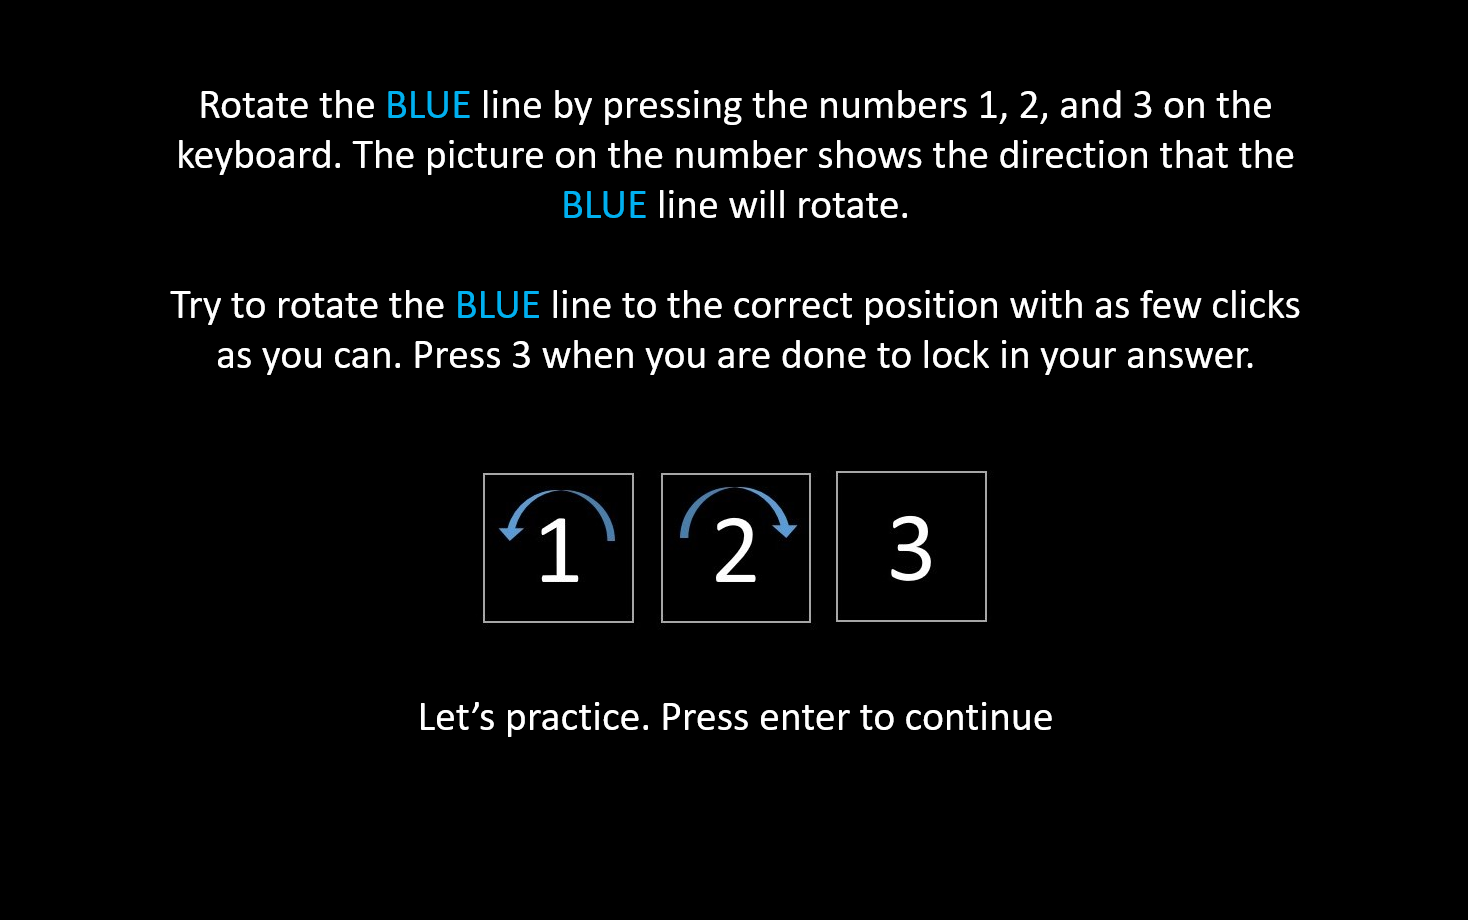 Rotate the BLUE line by pressing the numbers 1, 2, and 3 on the
keyboard. The picture on the number shows the direction that the
BLUE line will rotate.
Try to rotate the BLUE line to the correct position with as few clicks
as you can. Press 3 when you are done to lock in your answer.
1 2 3
Let’s practice. Press enter to continue